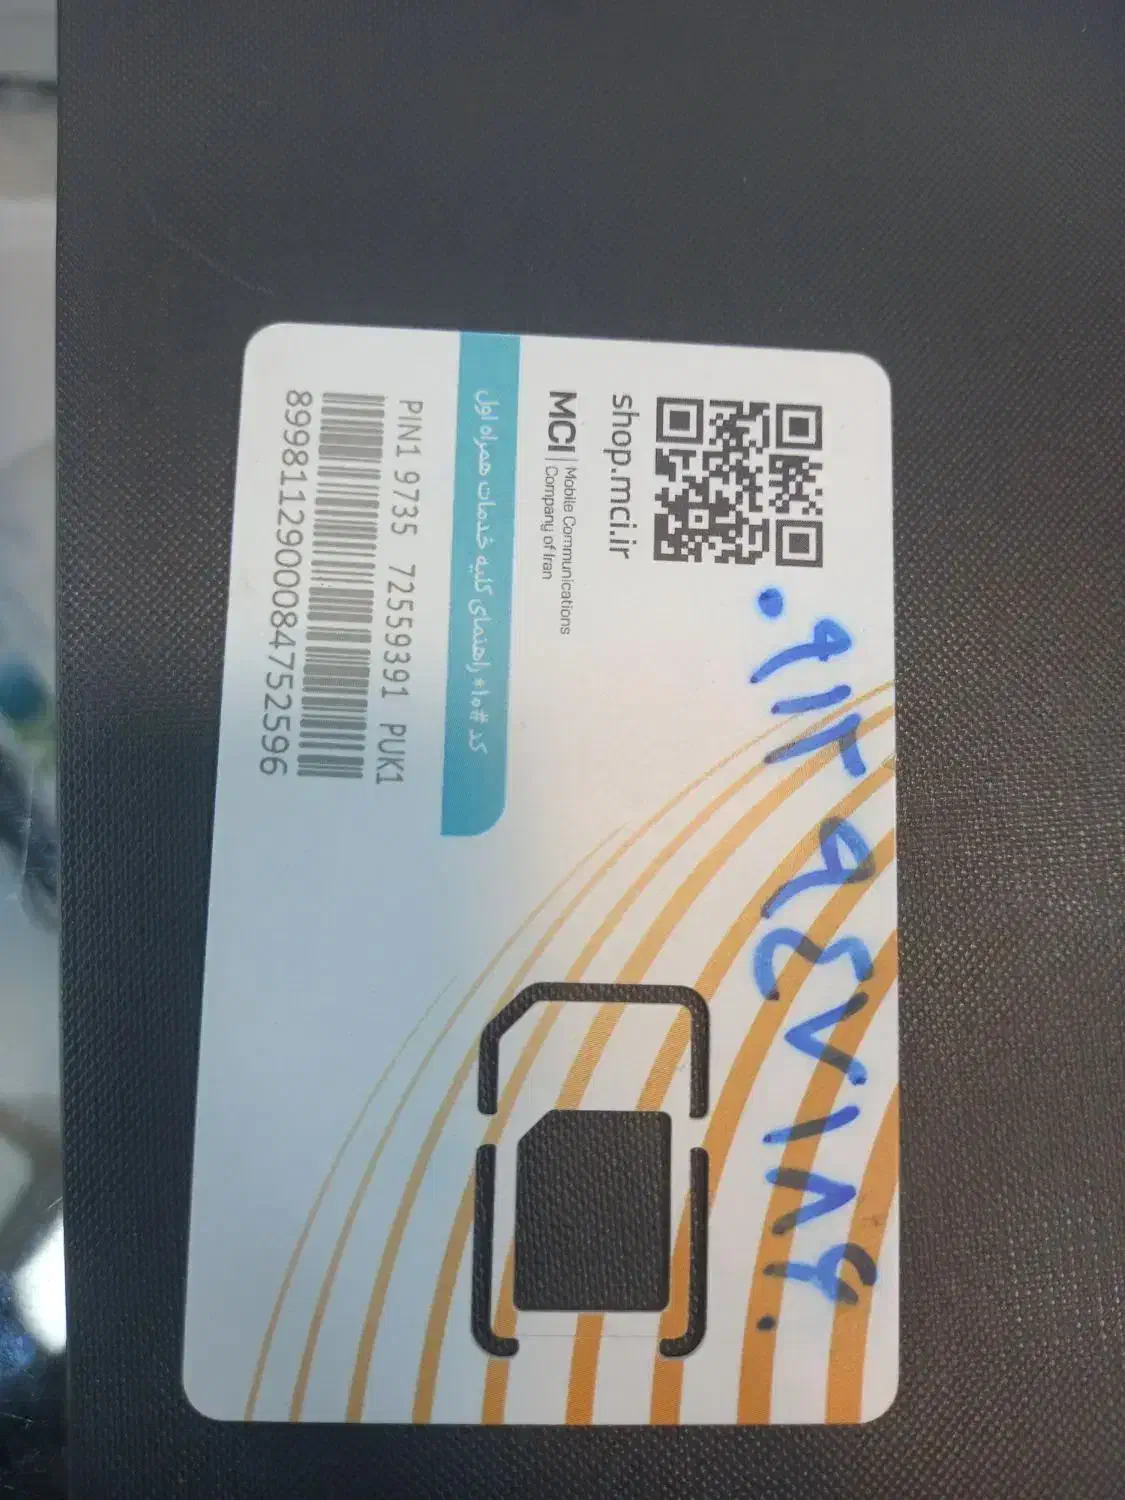 ۰۹۱۲۹۴۷۱۸۹۰
shop.mci.ir
MCI Mobile Communications
Company of Iran
کد #۱۰* راهنمای کلیه خدمات همراه اول
PIN1 9735 72559391 PUK1
8998112900084752596